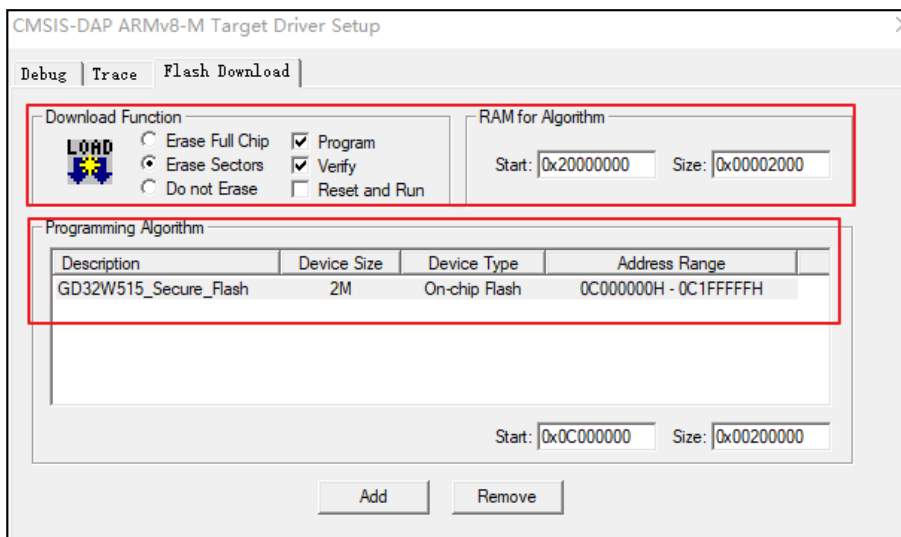 CMSIS-DAP ARMv8-M Target Driver Setup
Debug Trace Flash Download
Download Function
LOAD
Erase Full Chip
Erase Sectors
Do not Erase
Program
Verify
Reset and Run
RAM for Algorithm
Start: 0x20000000 Size: 0x00002000
Programming Algorithm
Description Device Size Device Type Address Range
GD32W515_Secure_Flash 2M On-chip Flash 0C000000H - 0C1FFFFFH
Start: 0x0C000000 Size: 0x00200000
Add Remove